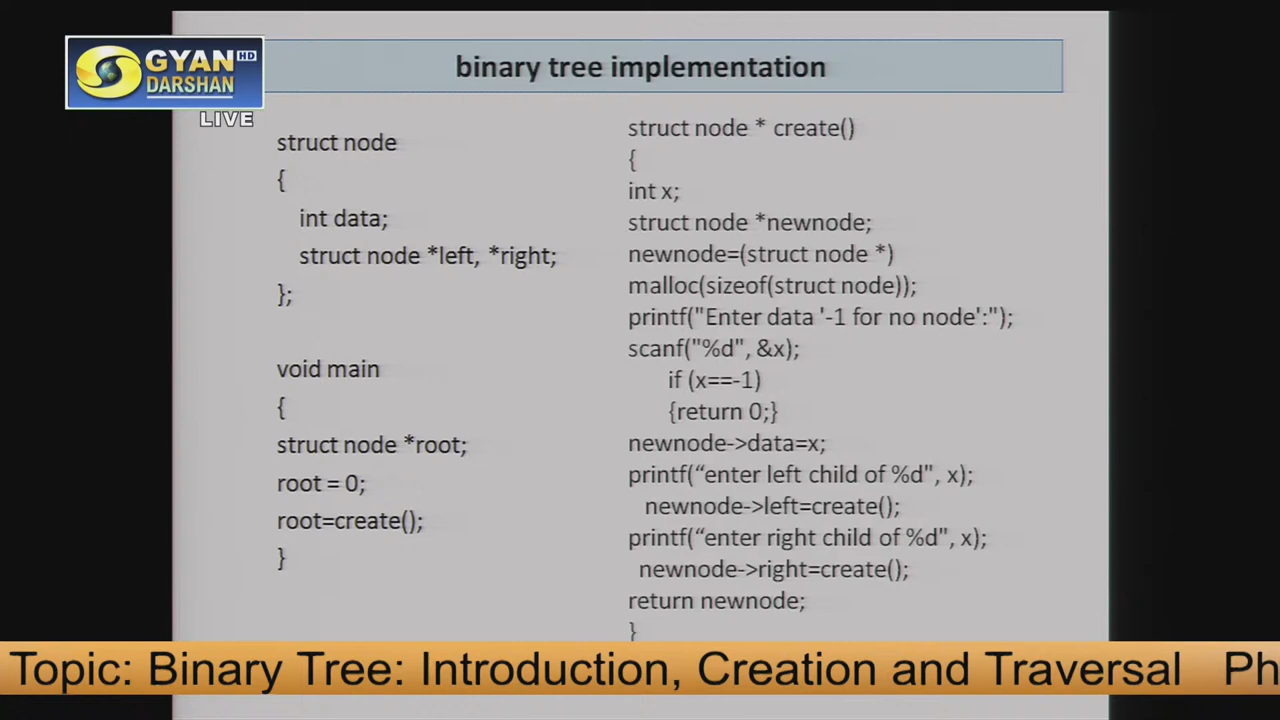 GYAN HD
DARSHAN
LIVE
binary tree implementation
struct node
{
int data;
struct node *left, *right;
};
void main
{
struct node *root;
root = 0;
root=create();
}
struct node * create()
{
int x;
struct node *newnode;
newnode=(struct node *)
malloc(sizeof(struct node));
printf("Enter data '-1 for no node':");
scanf("%d", &x);
if (x==-1)
{return 0;}
newnode->data=x;
printf(“enter left child of %d", x);
newnode->left=create();
printf(“enter right child of %d", x);
newnode->right=create();
return newnode;
}
Topic: Binary Tree: Introduction, Creation and Traversal Ph